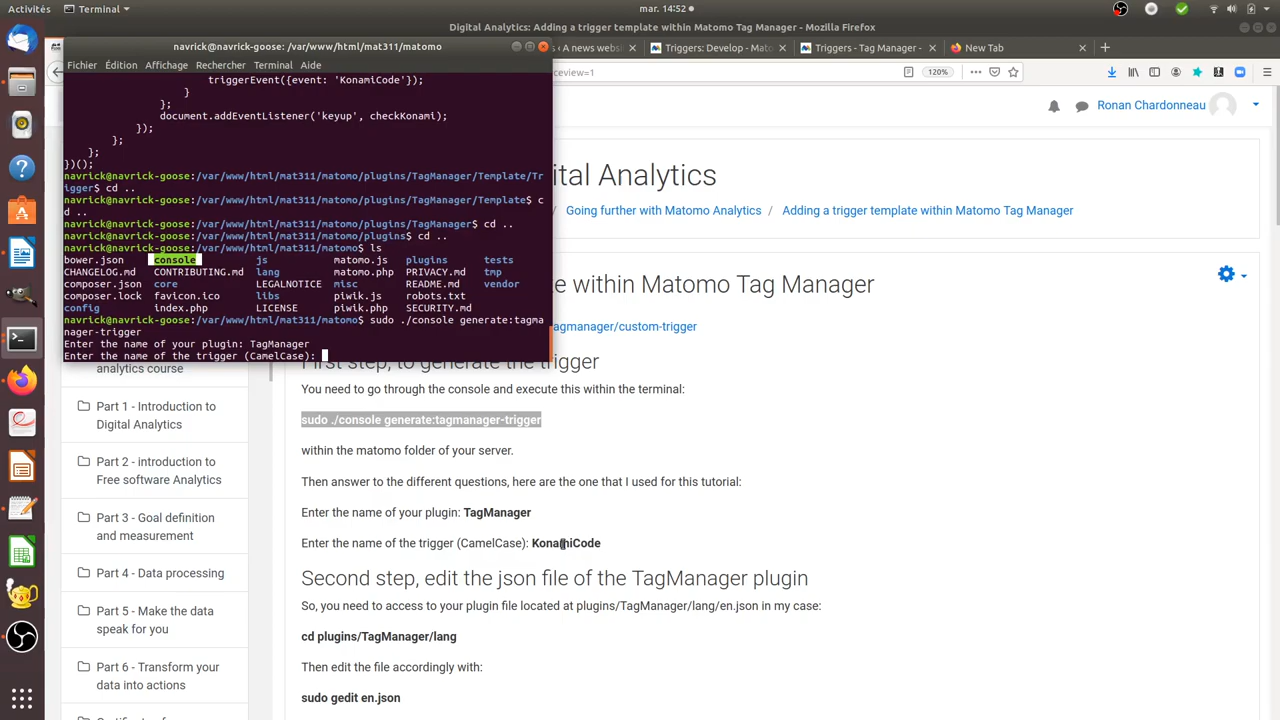 Activités
Terminal
mar. 14:52
Digital Analytics: Adding a trigger template within Matomo Tag Manager - Mozilla Firefox
navrick@navrick-goose: /var/www/html/mat311/matomo
s ‹ A news websi
Triggers: Develop - Mato
Triggers - Tag Manager -
New Tab
Fichier Édition Affichage Rechercher Terminal Aide
ceview=1
120%
triggerEvent({event: 'KonamiCode'});
}
};
document.addEventListener('keyup', checkKonami);
});
};
};
})();
navrick@navrick-goose:/var/www/html/mat311/matomo/plugins/TagManager/Template/Tr
igger$ cd ..
navrick@navrick-goose:/var/www/html/mat311/matomo/plugins/TagManager/Template$ c
d ..
navrick@navrick-goose:/var/www/html/mat311/matomo/plugins/TagManager$ cd ..
navrick@navrick-goose:/var/www/html/mat311/matomo/plugins$ cd ..
navrick@navrick-goose:/var/www/html/mat311/matomo$ ls
bower.json console js matomo.js plugins tests
CHANGELOG.md CONTRIBUTING.md lang matomo.php PRIVACY.md tmp
composer.json core LEGALNOTICE misc README.md vendor
composer.lock favicon.ico libs piwik.js robots.txt
config index.php LICENSE piwik.php SECURITY.md
navrick@navrick-goose:/var/www/html/mat311/matomo$ sudo ./console generate:tagma
nager-trigger
Enter the name of your plugin: TagManager
Enter the name of the trigger (CamelCase):
Ronan Chardonneau
ital Analytics
/ Going further with Matomo Analytics / Adding a trigger template within Matomo Tag Manager
e within Matomo Tag Manager
agmanager/custom-trigger
First step, to generate the trigger
You need to go through the console and execute this within the terminal:
sudo ./console generate:tagmanager-trigger
within the matomo folder of your server.
Then answer to the different questions, here are the one that I used for this tutorial:
Enter the name of your plugin: TagManager
Enter the name of the trigger (CamelCase): KonamiCode
Second step, edit the json file of the TagManager plugin
So, you need to access to your plugin file located at plugins/TagManager/lang/en.json in my case:
cd plugins/TagManager/lang
Then edit the file accordingly with:
sudo gedit en.json
analytics course
Part 1 - Introduction to
Digital Analytics
Part 2 - introduction to
Free software Analytics
Part 3 - Goal definition
and measurement
Part 4 - Data processing
Part 5 - Make the data
speak for you
Part 6 - Transform your
data into actions